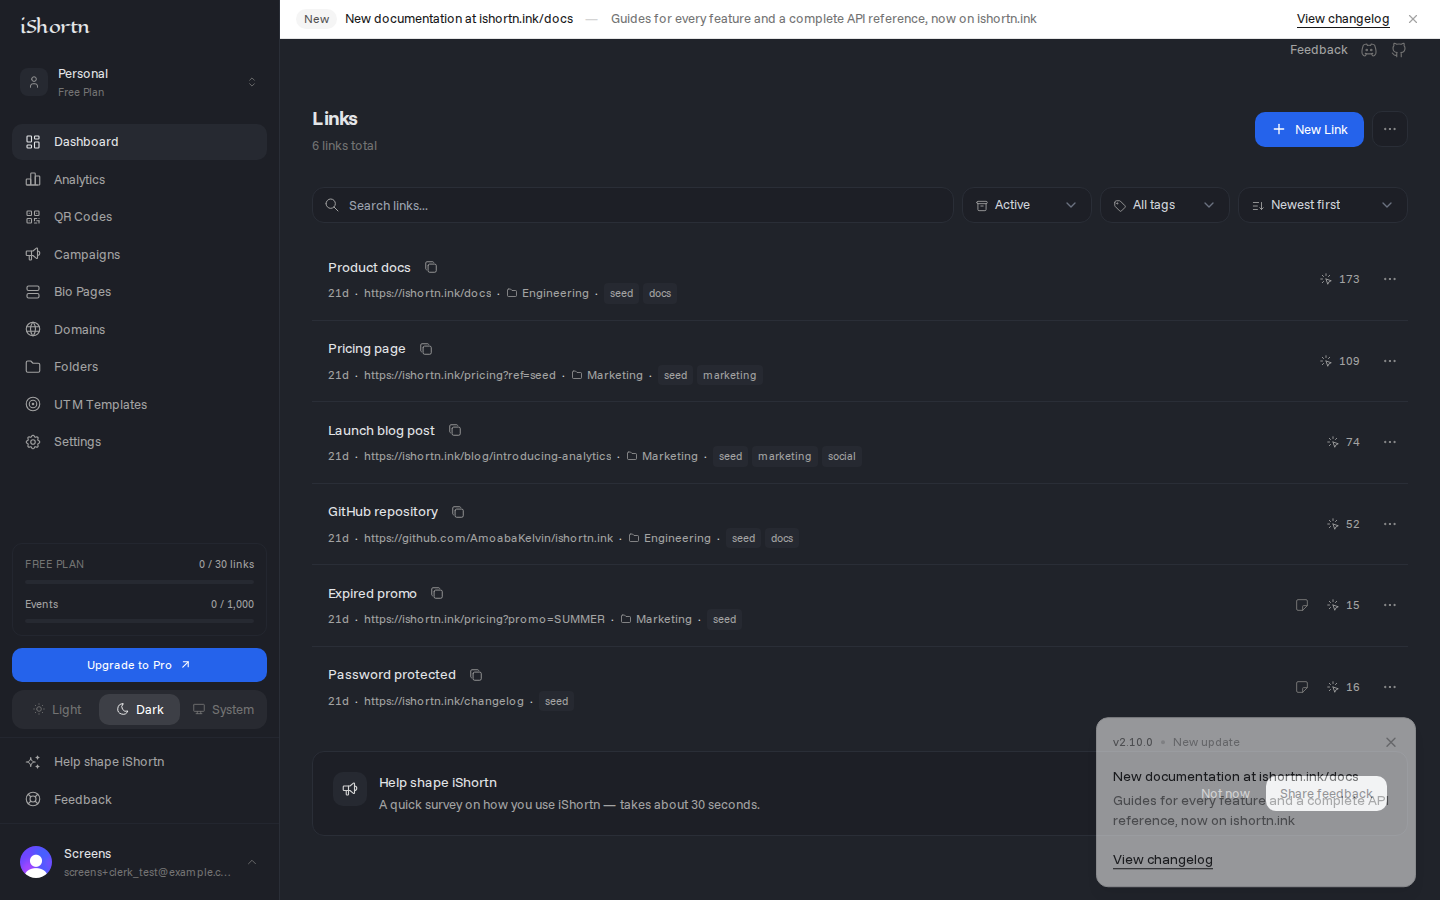 iShortn
Personal
Free Plan
Dashboard
Analytics
QR Codes
Campaigns
Bio Pages
Domains
Folders
UTM Templates
Settings
FREE PLAN 0 / 30 links
Events 0 / 1,000
Upgrade to Pro
Light Dark System
Help shape iShortn
Feedback
Screens
screens+clerk_test@example.c...
New New documentation at ishortn.ink/docs — Guides for every feature and a complete API reference, now on ishortn.ink View changelog
Feedback
Links
6 links total
New Link
Search links...
Active
All tags
Newest first
Product docs
21d · https://ishortn.ink/docs · Engineering · seed docs
173
Pricing page
21d · https://ishortn.ink/pricing?ref=seed · Marketing · seed marketing
109
Launch blog post
21d · https://ishortn.ink/blog/introducing-analytics · Marketing · seed marketing social
74
GitHub repository
21d · https://github.com/AmoabaKelvin/ishortn.ink · Engineering · seed docs
52
Expired promo
21d · https://ishortn.ink/pricing?promo=SUMMER · Marketing · seed
15
Password protected
21d · https://ishortn.ink/changelog · seed
16
Help shape iShortn
A quick survey on how you use iShortn — takes about 30 seconds.
Not now
Share feedback
v2.10.0 • New update
New documentation at ishortn.ink/docs
Guides for every feature and a complete API
reference, now on ishortn.ink
View changelog